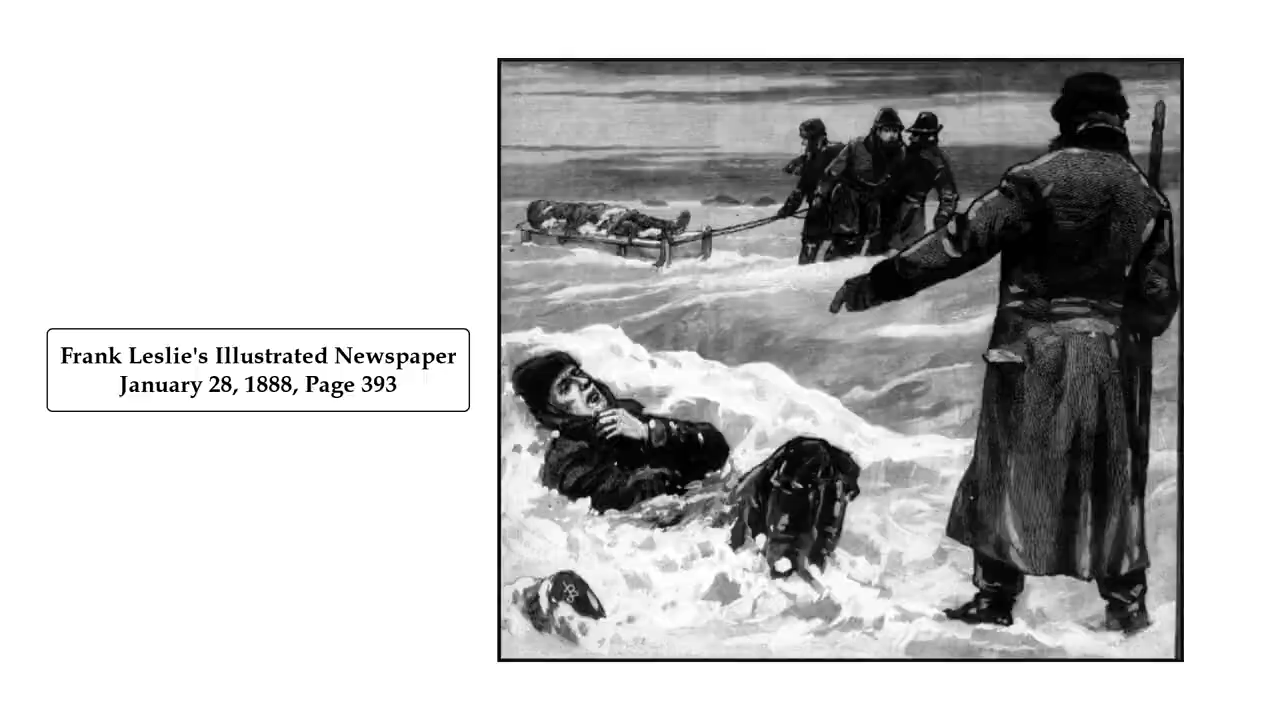 Frank Leslie's Illustrated Newspaper
January 28, 1888, Page 393